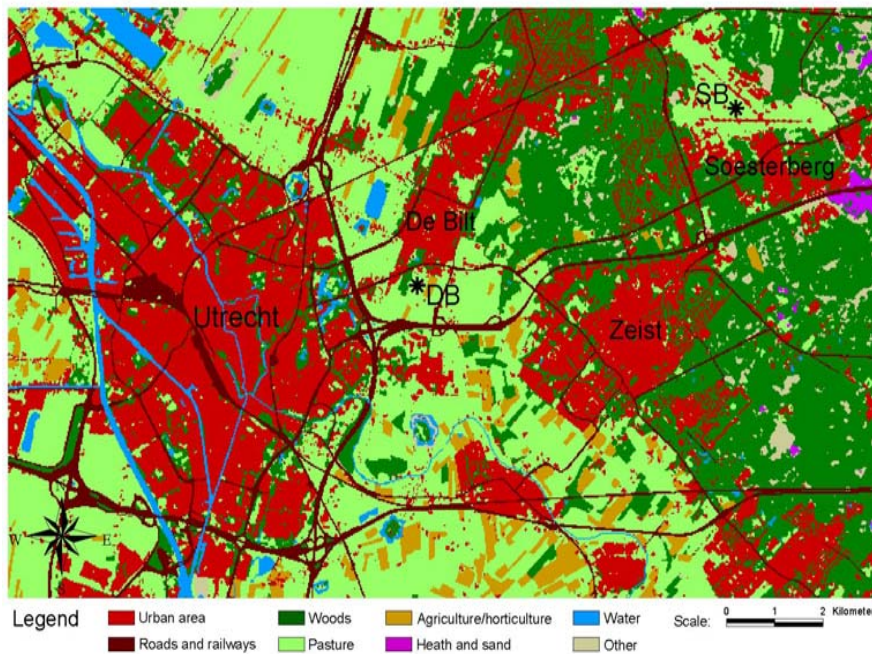 SB
Soesterberg
De Bilt
DB
Utrecht
Zeist
W E
Legend
Urban area
Woods
Agriculture/horticulture
Water
Scale:
0 1 2 Kilomete
Roads and railways
Pasture
Heath and sand
Other